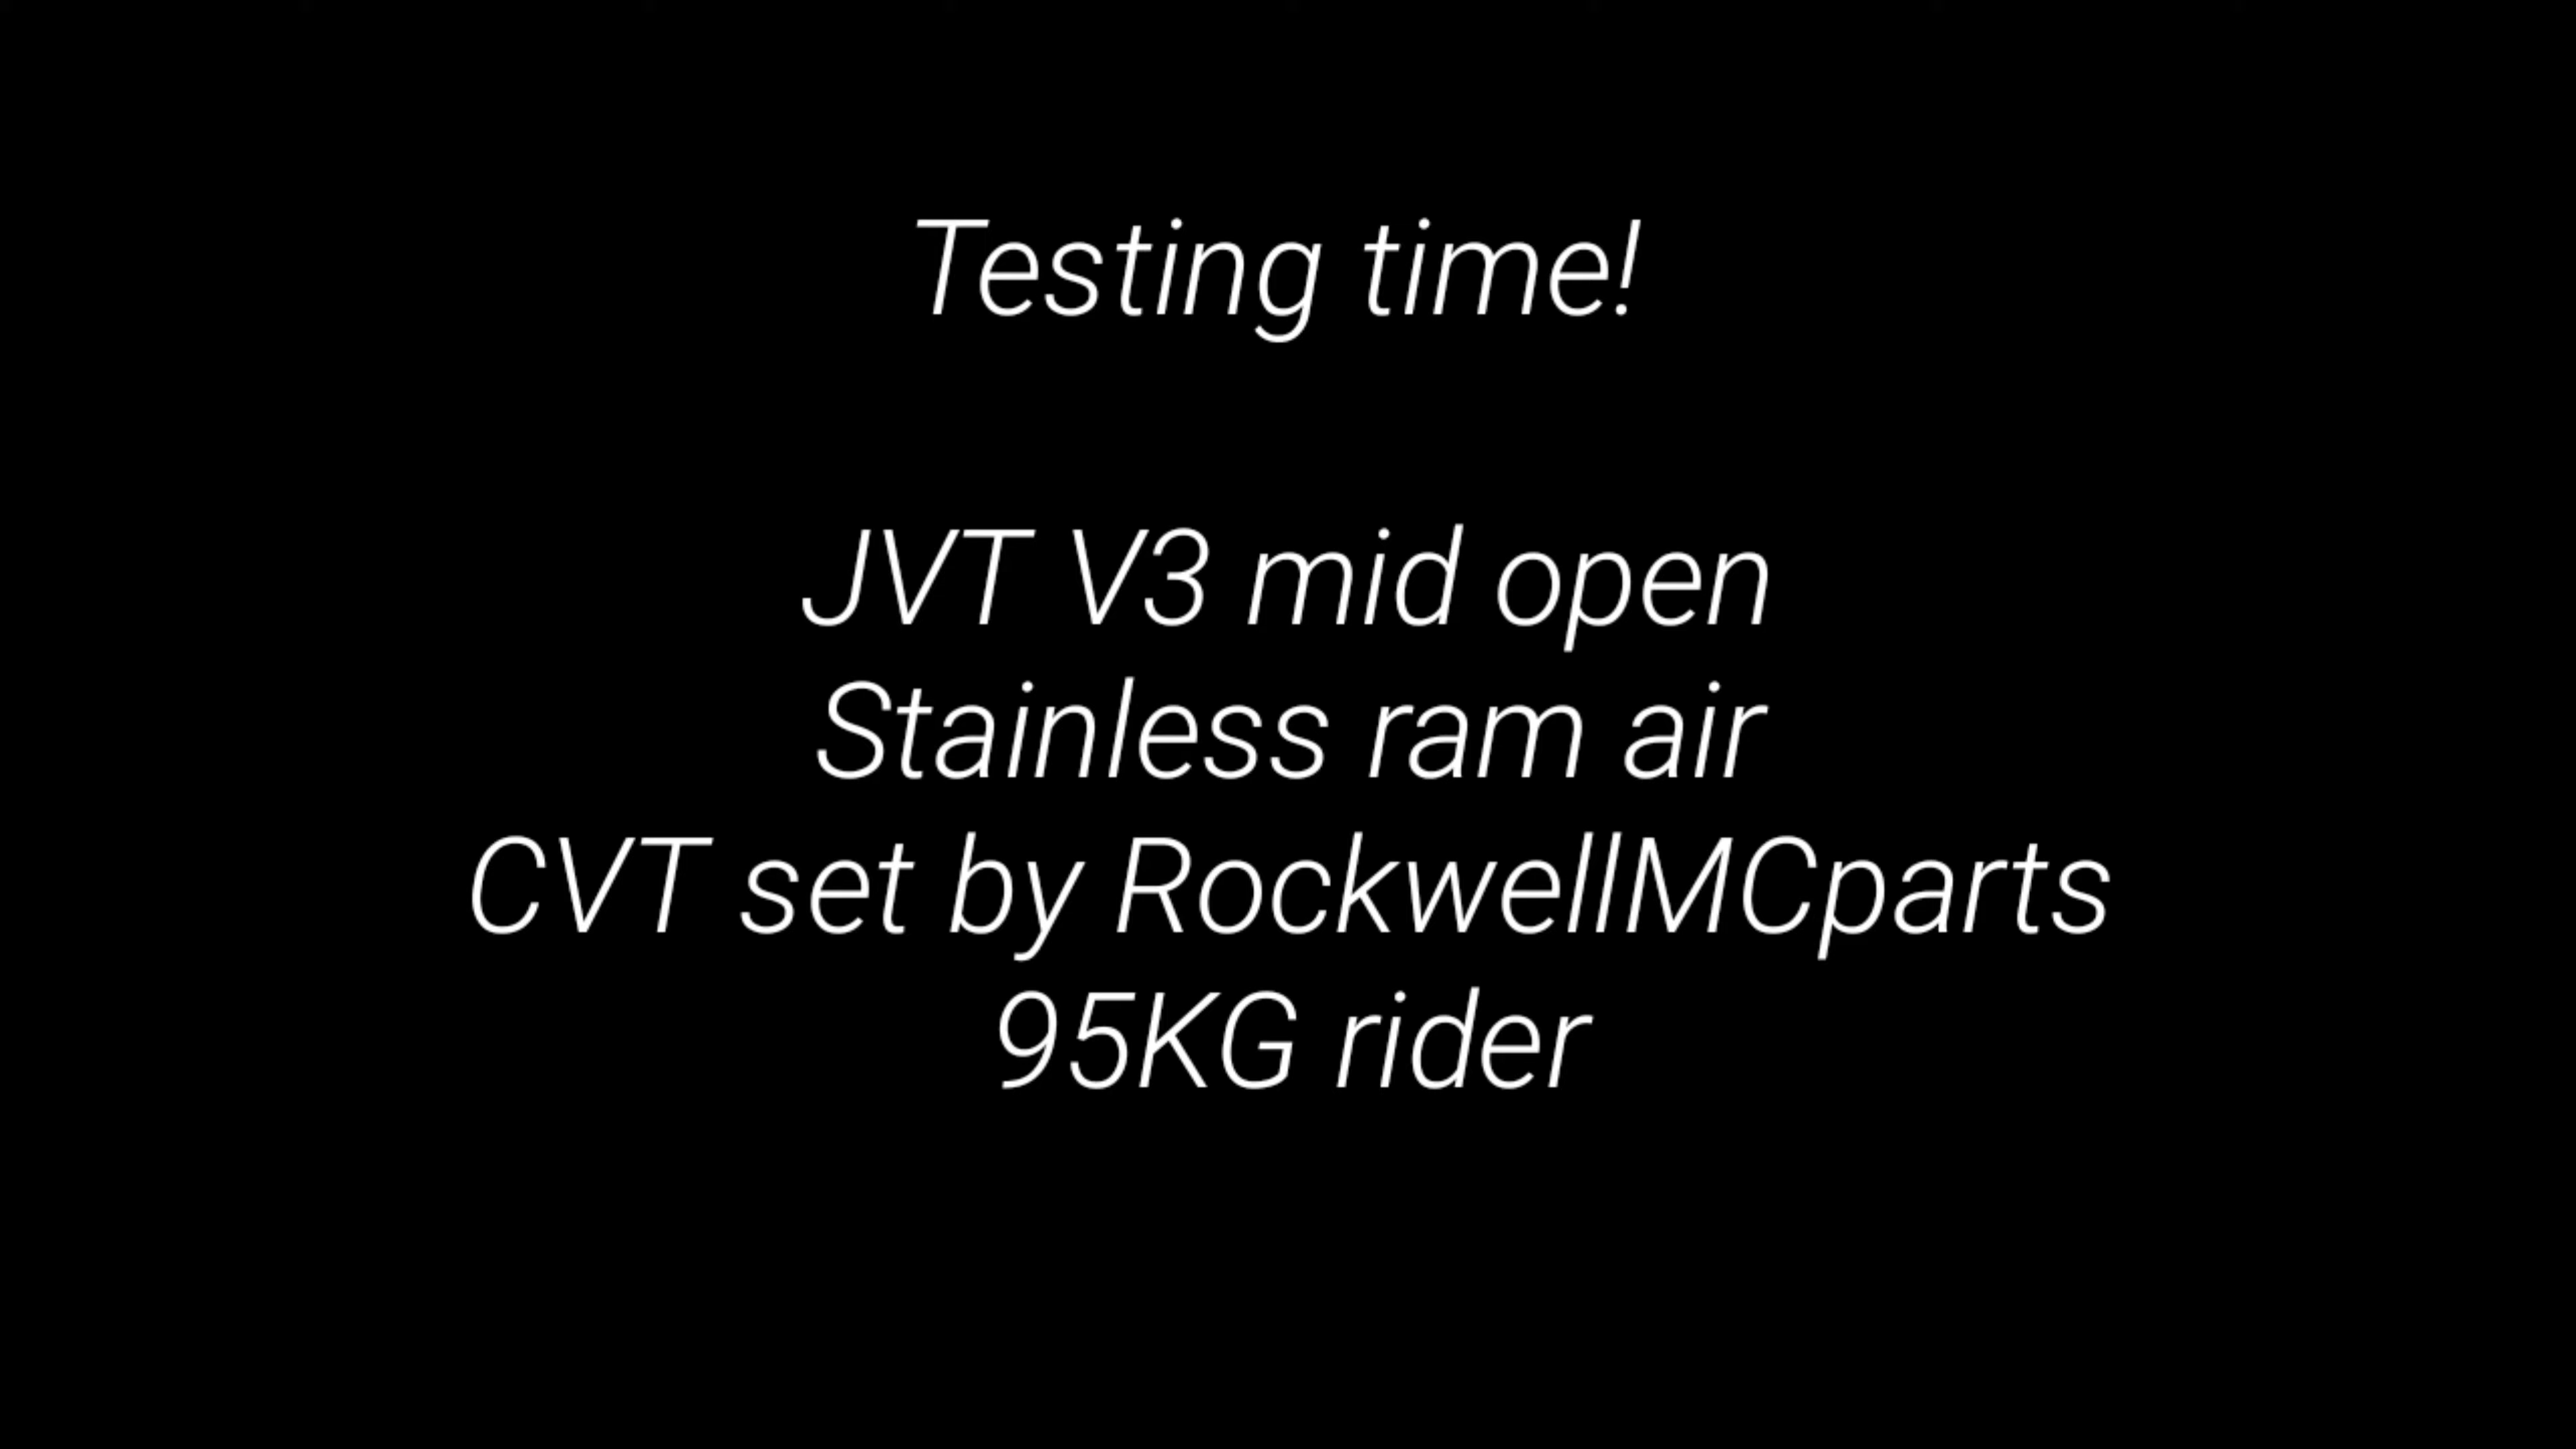 Testing time!
JVT V3 mid open
Stainless ram air
CVT set by RockwellMCparts
95KG rider